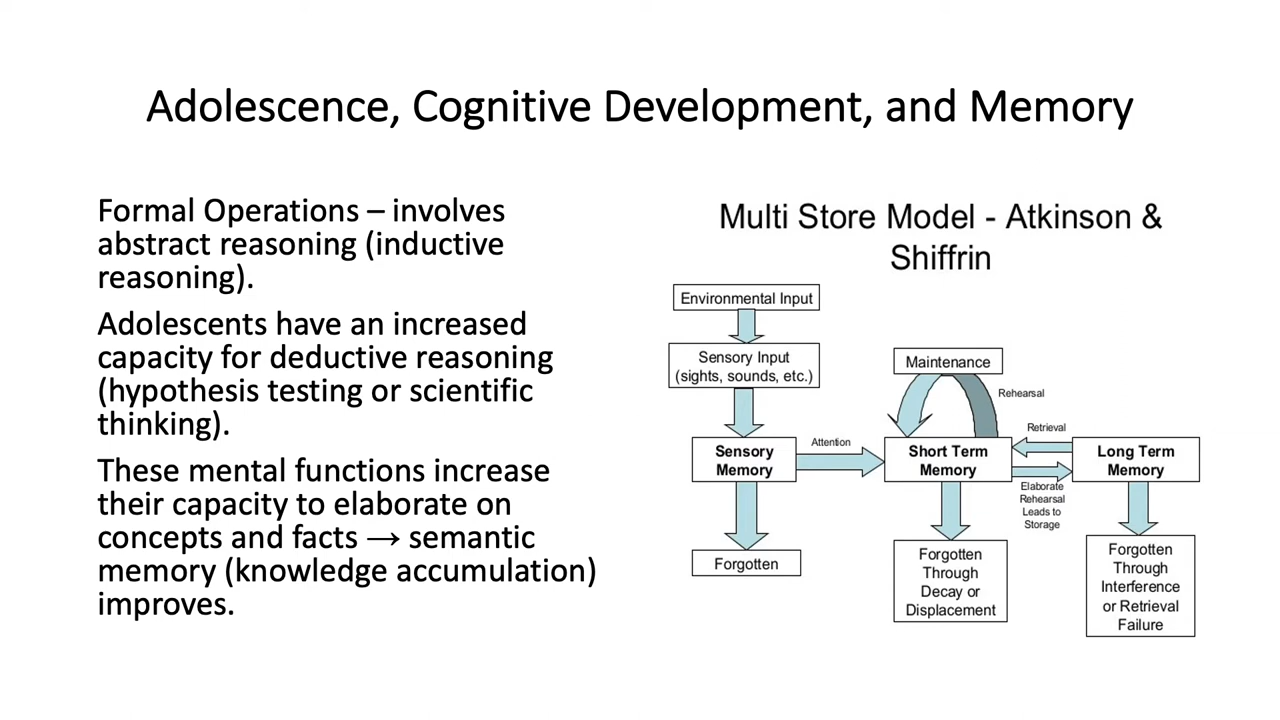 Adolescence, Cognitive Development, and Memory
Formal Operations – involves
abstract reasoning (inductive
reasoning).
Adolescents have an increased
capacity for deductive reasoning
(hypothesis testing or scientific
thinking).
These mental functions increase
their capacity to elaborate on
concepts and facts → semantic
memory (knowledge accumulation)
improves.
Multi Store Model - Atkinson &
Shiffrin
Environmental Input
Sensory Input
(sights, sounds, etc.)
Maintenance
Rehearsal
Sensory
Memory
Attention
Short Term
Memory
Retrieval
Elaborate
Rehearsal
Leads to
Storage
Long Term
Memory
Forgotten
Forgotten
Through
Decay or
Displacement
Forgotten
Through
Interference
or Retrieval
Failure